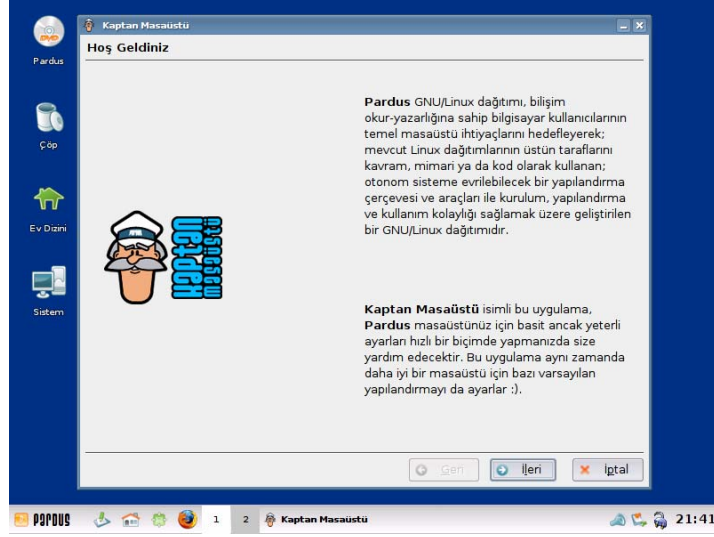 Pardus
Çöp
Ev Dizini
Sistem
Kaptan Masaüstü
Hoş Geldiniz
kaptan
masaüstü
Pardus GNU/Linux dağıtımı, bilişim
okur-yazarlığına sahip bilgisayar kullanıcılarının
temel masaüstü ihtiyaçlarını hedefleyerek;
mevcut Linux dağıtımlarının üstün taraflarını
kavram, mimari ya da kod olarak kullanan;
otonom sisteme evrilebilecek bir yapılandırma
çerçevesi ve araçları ile kurulum, yapılandırma
ve kullanım kolaylığı sağlamak üzere geliştirilen
bir GNU/Linux dağıtımıdır.
Kaptan Masaüstü isimli bu uygulama,
Pardus masaüstünüz için basit ancak yeterli
ayarları hızlı bir biçimde yapmanızda size
yardım edecektir. Bu uygulama aynı zamanda
daha iyi bir masaüstü için bazı varsayılan
yapılandırmayı da ayarlar :).
Geri İleri İptal
PARDUS 1 2 Kaptan Masaüstü 21:41